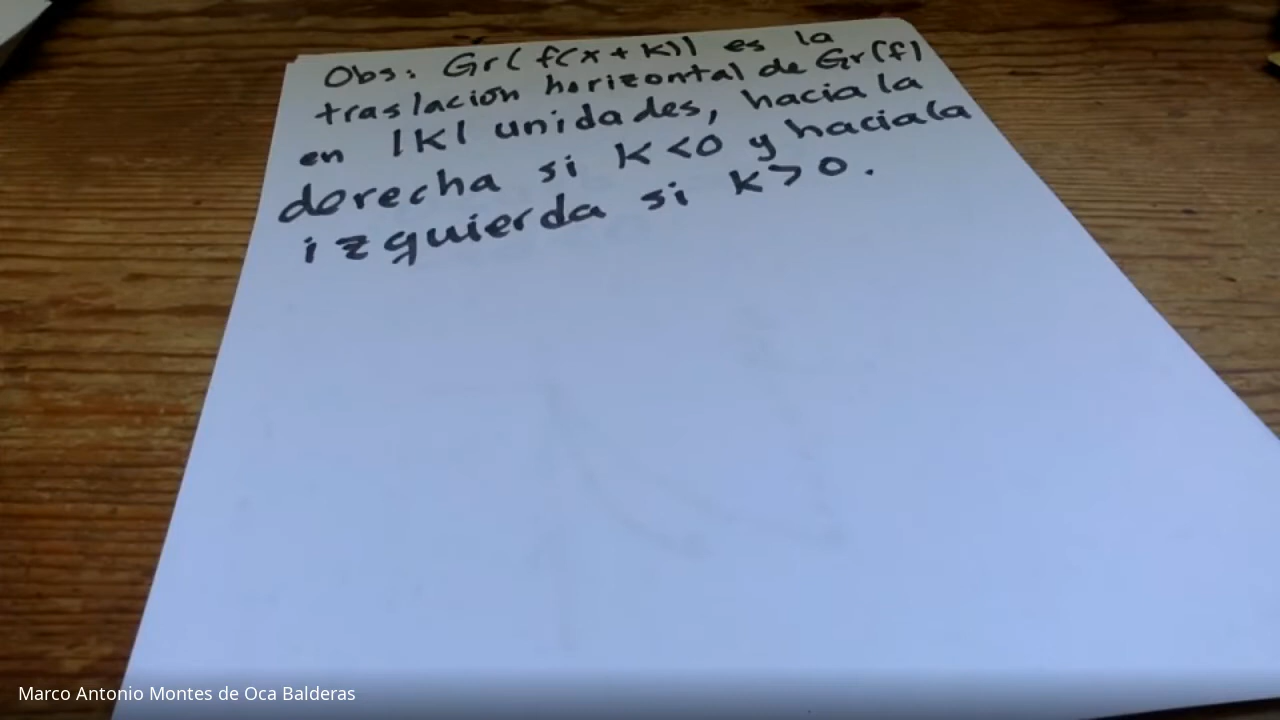 Obs: Gr(f(x+k)) es la
traslación horizontal de Gr(f)
en |K| unidades, hacia la
derecha si K<0 y hacia la
izquierda si k>0.
Marco Antonio Montes de Oca Balderas